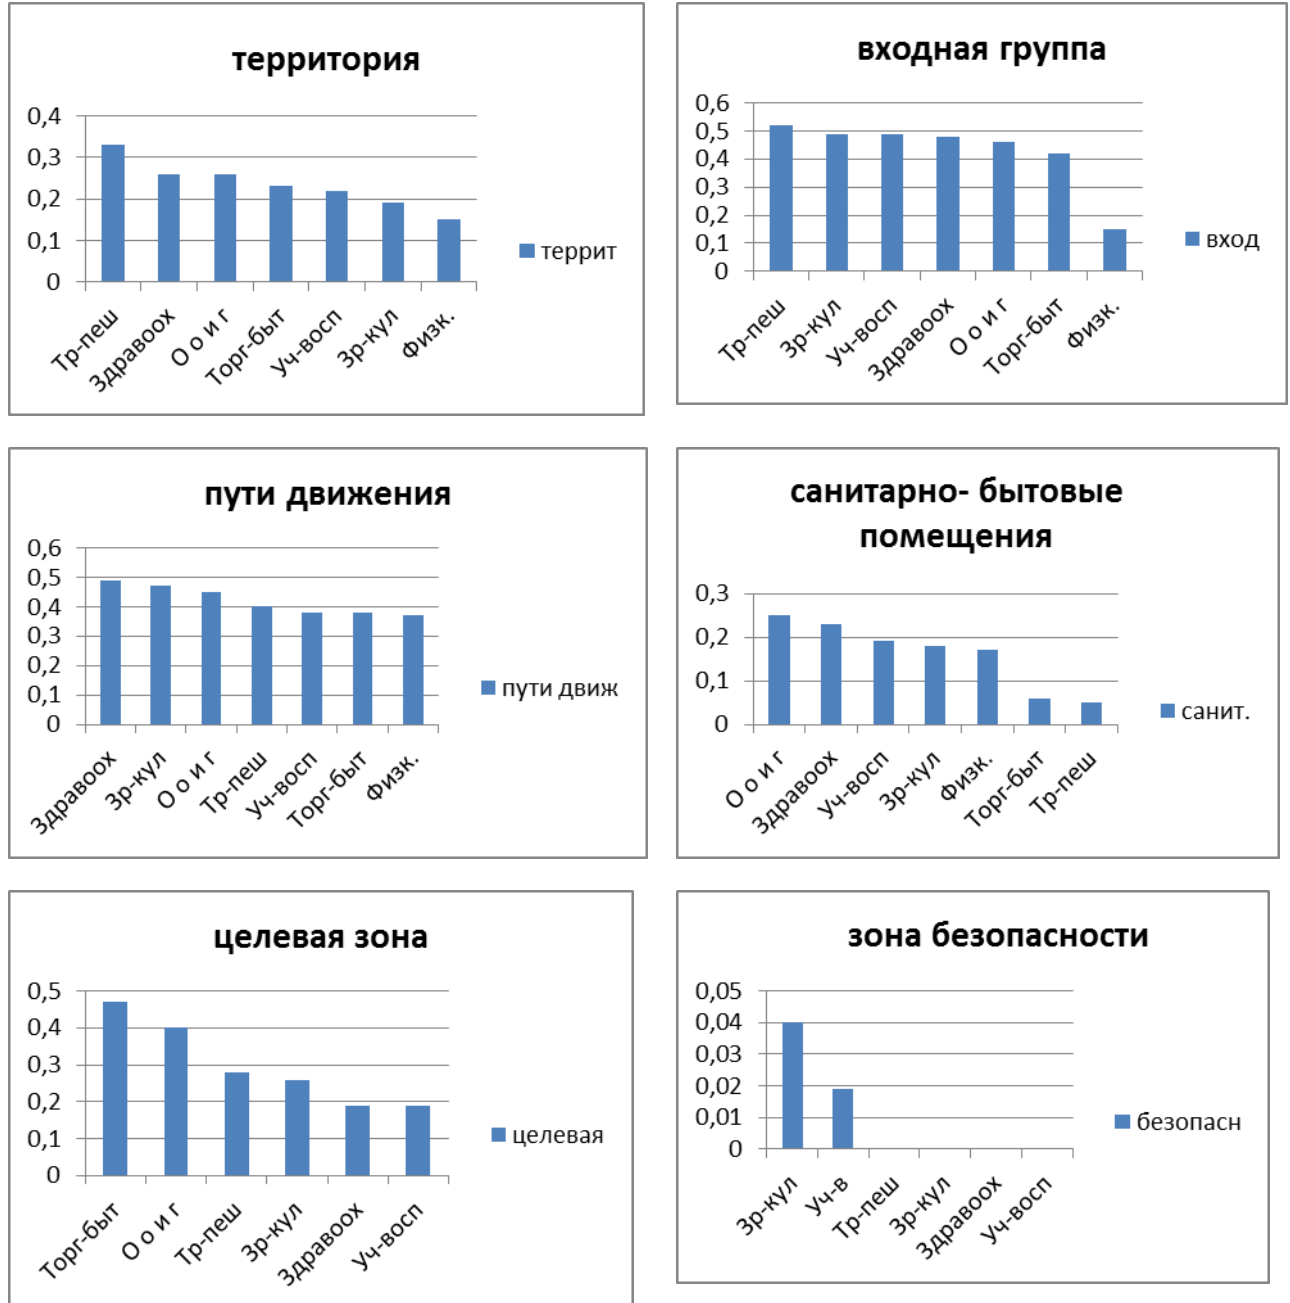 территория
0,4
0,3
0,2
0,1
0
Тр-пеш
Здравоох
О о и г
Торг-быт
Уч-восп
Зр-кул
Физк.
террит
входная группа
0,6
0,5
0,4
0,3
0,2
0,1
0
Тр-пеш
Зр-кул
Уч-восп
Здравоох
О о и г
Торг-быт
Физк.
вход
пути движения
0,6
0,5
0,4
0,3
0,2
0,1
0
Здравоох
Зр-кул
О о и г
Тр-пеш
Уч-восп
Торг-быт
Физк.
пути движ
санитарно- бытовые
помещения
0,3
0,2
0,1
0
О о и г
Здравоох
Уч-восп
Зр-кул
Физк.
Торг-быт
Тр-пеш
санит.
целевая зона
0,5
0,4
0,3
0,2
0,1
0
Торг-быт
О о и г
Тр-пеш
Зр-кул
Здравоох
Уч-восп
целевая
зона безопасности
0,05
0,04
0,03
0,02
0,01
0
Зр-кул
Уч-в
Тр-пеш
Зр-кул
Здравоох
Уч-восп
безопасн